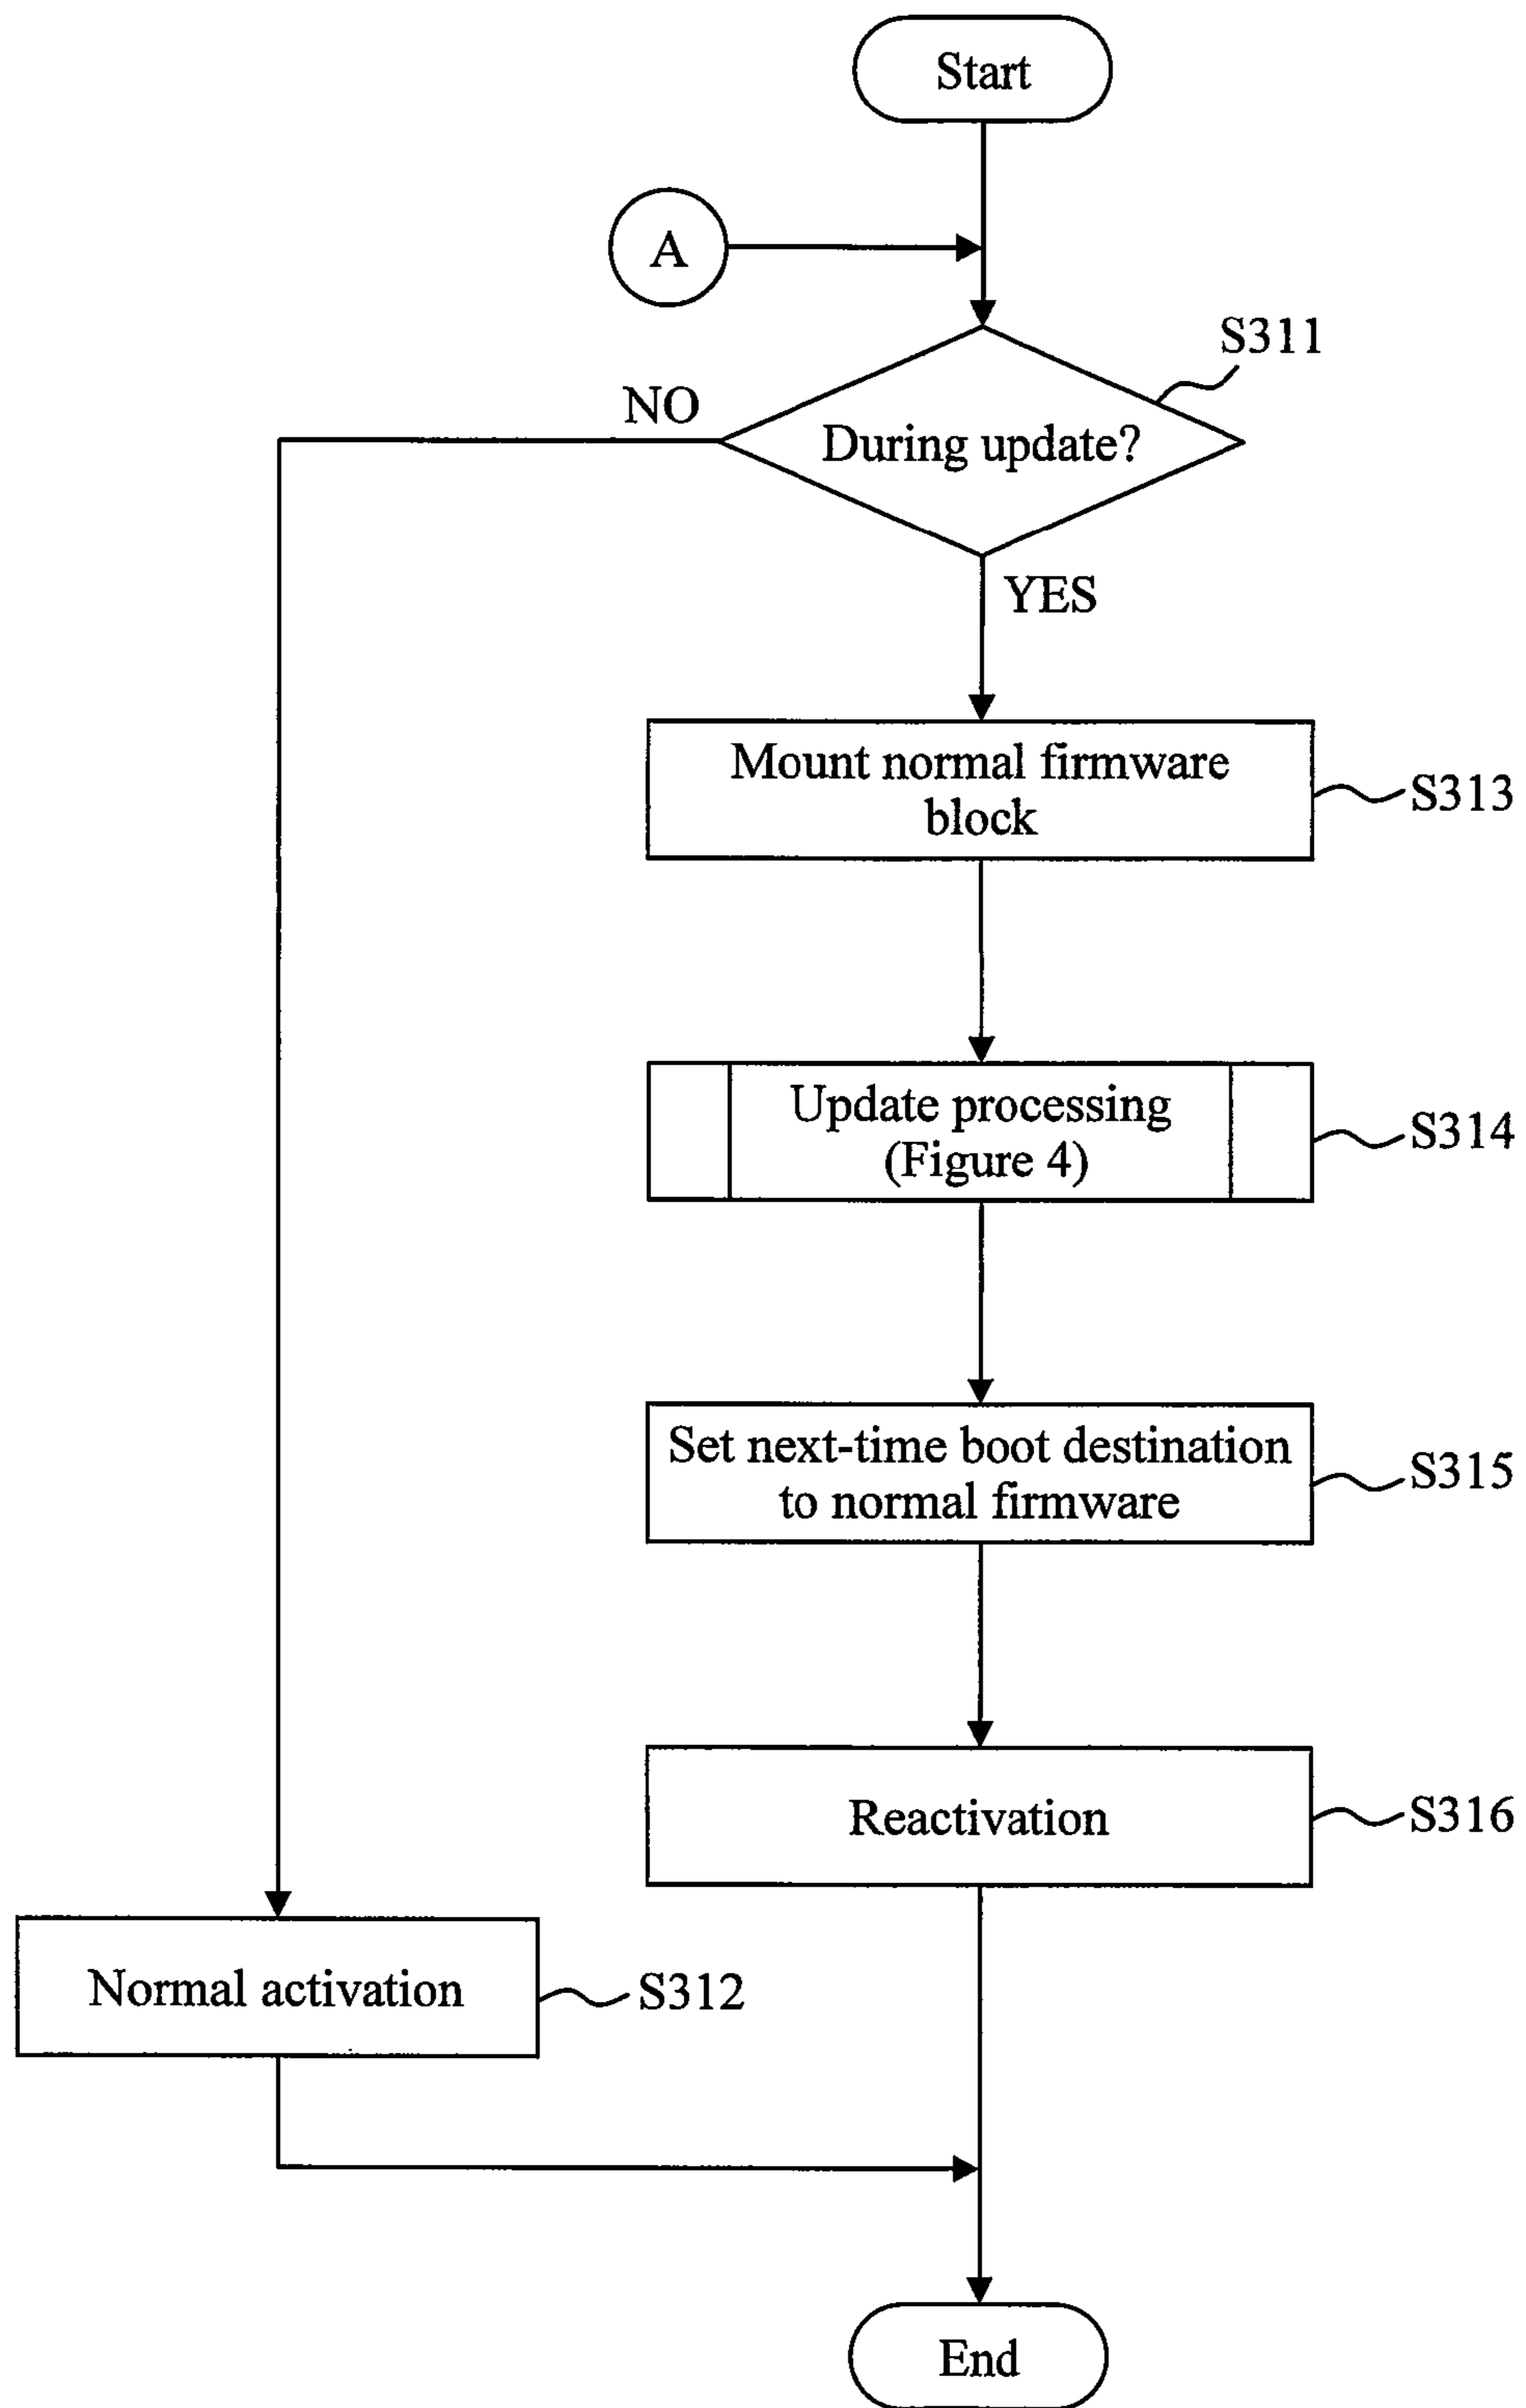 Start
A
S311
NO
During update?
YES
Mount normal firmware
block
S313
Update processing
(Figure 4)
S314
Set next-time boot destination
to normal firmware
S315
Reactivation
S316
Normal activation
S312
End